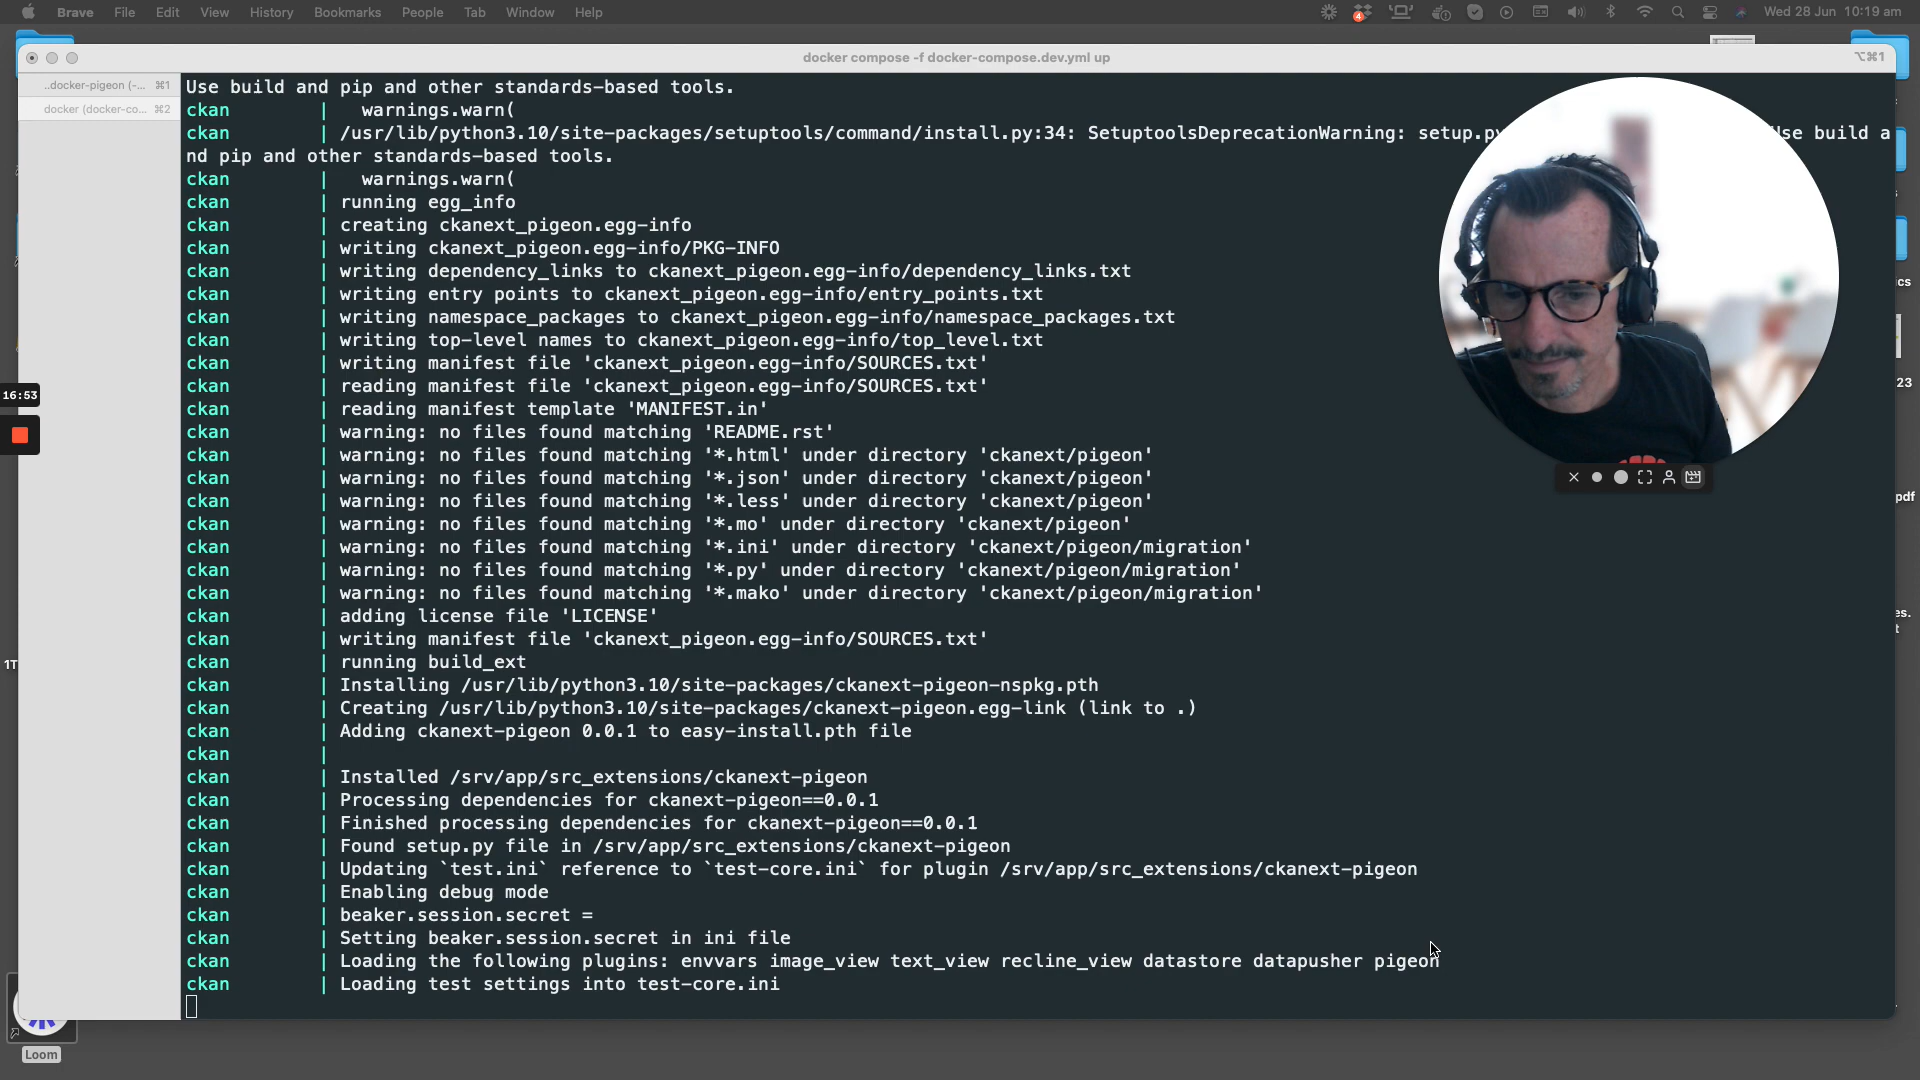 Brave File Edit View History Bookmarks People Tab Window Help
4
Wed 28 Jun 10:19 am
docker compose -f docker-compose.dev.yml up
⌥⌘1
..docker-pigeon (-... ⌘1
docker (docker-co... ⌘2
Use build and pip and other standards-based tools.
ckan | warnings.warn(
ckan | /usr/lib/python3.10/site-packages/setuptools/command/install.py:34: SetuptoolsDeprecationWarning: setup.py Use build a
nd pip and other standards-based tools.
ckan | warnings.warn(
ckan | running egg_info
ckan | creating ckanext_pigeon.egg-info
ckan | writing ckanext_pigeon.egg-info/PKG-INFO
ckan | writing dependency_links to ckanext_pigeon.egg-info/dependency_links.txt
ckan | writing entry points to ckanext_pigeon.egg-info/entry_points.txt
ckan | writing namespace_packages to ckanext_pigeon.egg-info/namespace_packages.txt
ckan | writing top-level names to ckanext_pigeon.egg-info/top_level.txt
ckan | writing manifest file 'ckanext_pigeon.egg-info/SOURCES.txt'
ckan | reading manifest file 'ckanext_pigeon.egg-info/SOURCES.txt'
ckan | reading manifest template 'MANIFEST.in'
ckan | warning: no files found matching 'README.rst'
ckan | warning: no files found matching '*.html' under directory 'ckanext/pigeon'
ckan | warning: no files found matching '*.json' under directory 'ckanext/pigeon'
ckan | warning: no files found matching '*.less' under directory 'ckanext/pigeon'
ckan | warning: no files found matching '*.mo' under directory 'ckanext/pigeon'
ckan | warning: no files found matching '*.ini' under directory 'ckanext/pigeon/migration'
ckan | warning: no files found matching '*.py' under directory 'ckanext/pigeon/migration'
ckan | warning: no files found matching '*.mako' under directory 'ckanext/pigeon/migration'
ckan | adding license file 'LICENSE'
ckan | writing manifest file 'ckanext_pigeon.egg-info/SOURCES.txt'
ckan | running build_ext
ckan | Installing /usr/lib/python3.10/site-packages/ckanext-pigeon-nspkg.pth
ckan | Creating /usr/lib/python3.10/site-packages/ckanext-pigeon.egg-link (link to .)
ckan | Adding ckanext-pigeon 0.0.1 to easy-install.pth file
ckan |
ckan | Installed /srv/app/src_extensions/ckanext-pigeon
ckan | Processing dependencies for ckanext-pigeon==0.0.1
ckan | Finished processing dependencies for ckanext-pigeon==0.0.1
ckan | Found setup.py file in /srv/app/src_extensions/ckanext-pigeon
ckan | Updating `test.ini` reference to `test-core.ini` for plugin /srv/app/src_extensions/ckanext-pigeon
ckan | Enabling debug mode
ckan | beaker.session.secret =
ckan | Setting beaker.session.secret in ini file
ckan | Loading the following plugins: envvars image_view text_view recline_view datastore datapusher pigeon
ckan | Loading test settings into test-core.ini
16:53
1T
Loom
cs
23
pdf
es.
t